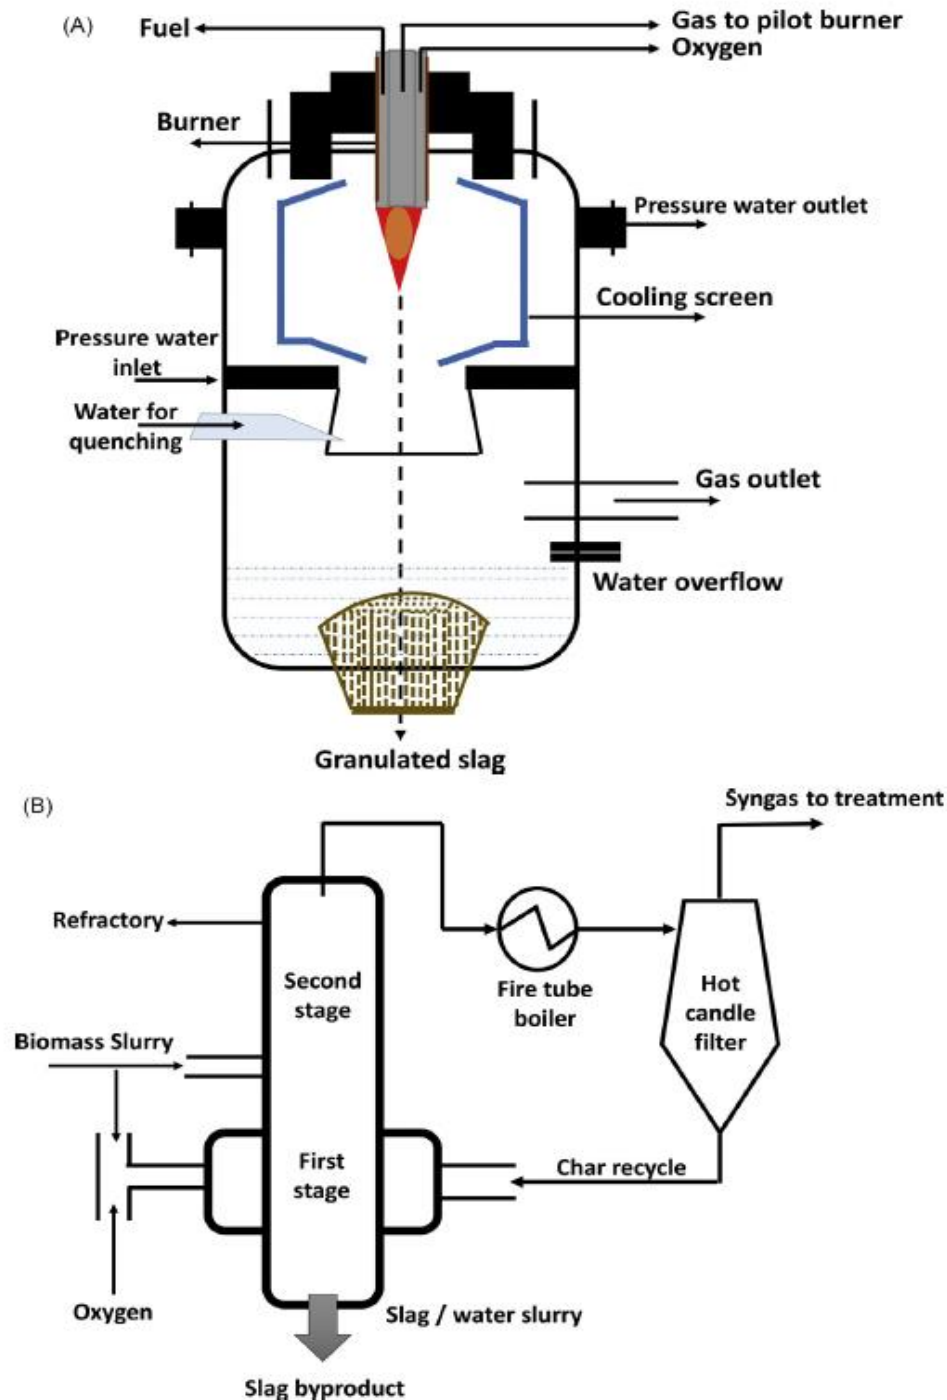 (A)
Fuel
Gas to pilot burner
Oxygen
Burner
Pressure water outlet
Cooling screen
Pressure water
inlet
Water for
quenching
Gas outlet
Water overflow
Granulated slag
(B)
Syngas to treatment
Refractory
Second
stage
Fire tube
boiler
Hot
candle
filter
Biomass Slurry
First
stage
Char recycle
Oxygen
Slag / water slurry
Slag byproduct